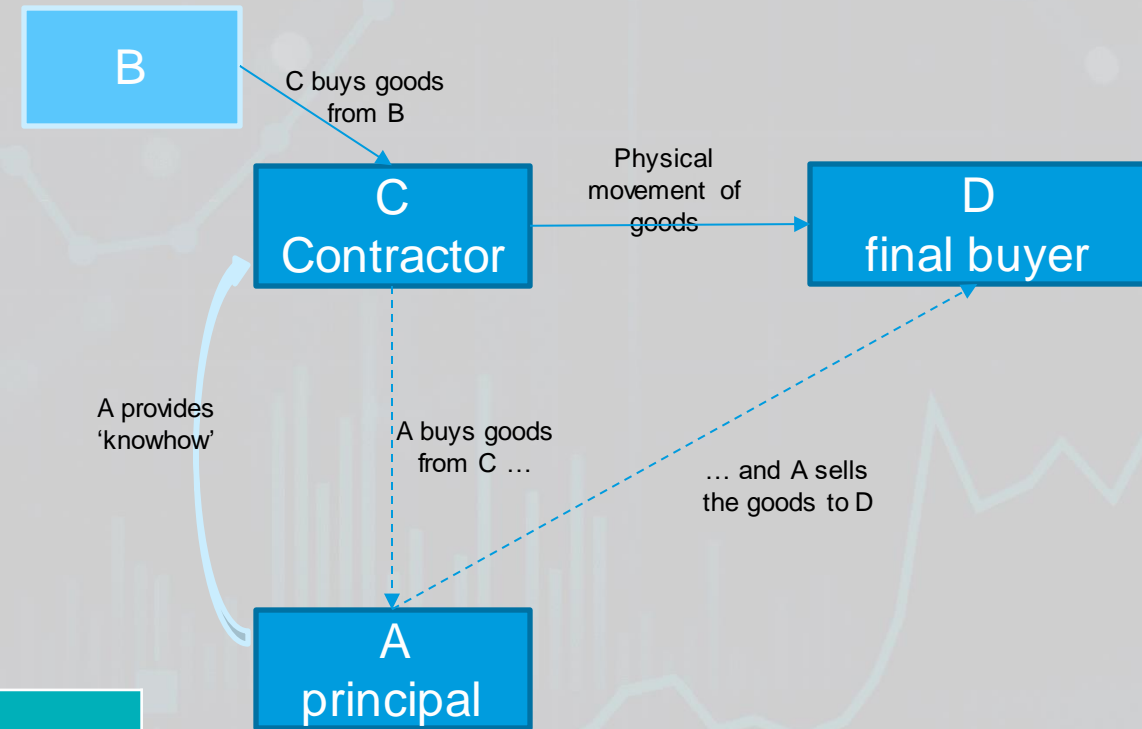 B
C buys goods
from B
C
Contractor
Physical
movement of
goods
D
final buyer
A provides
‘knowhow’
A buys goods
from C …
… and A sells
the goods to D
A
principal